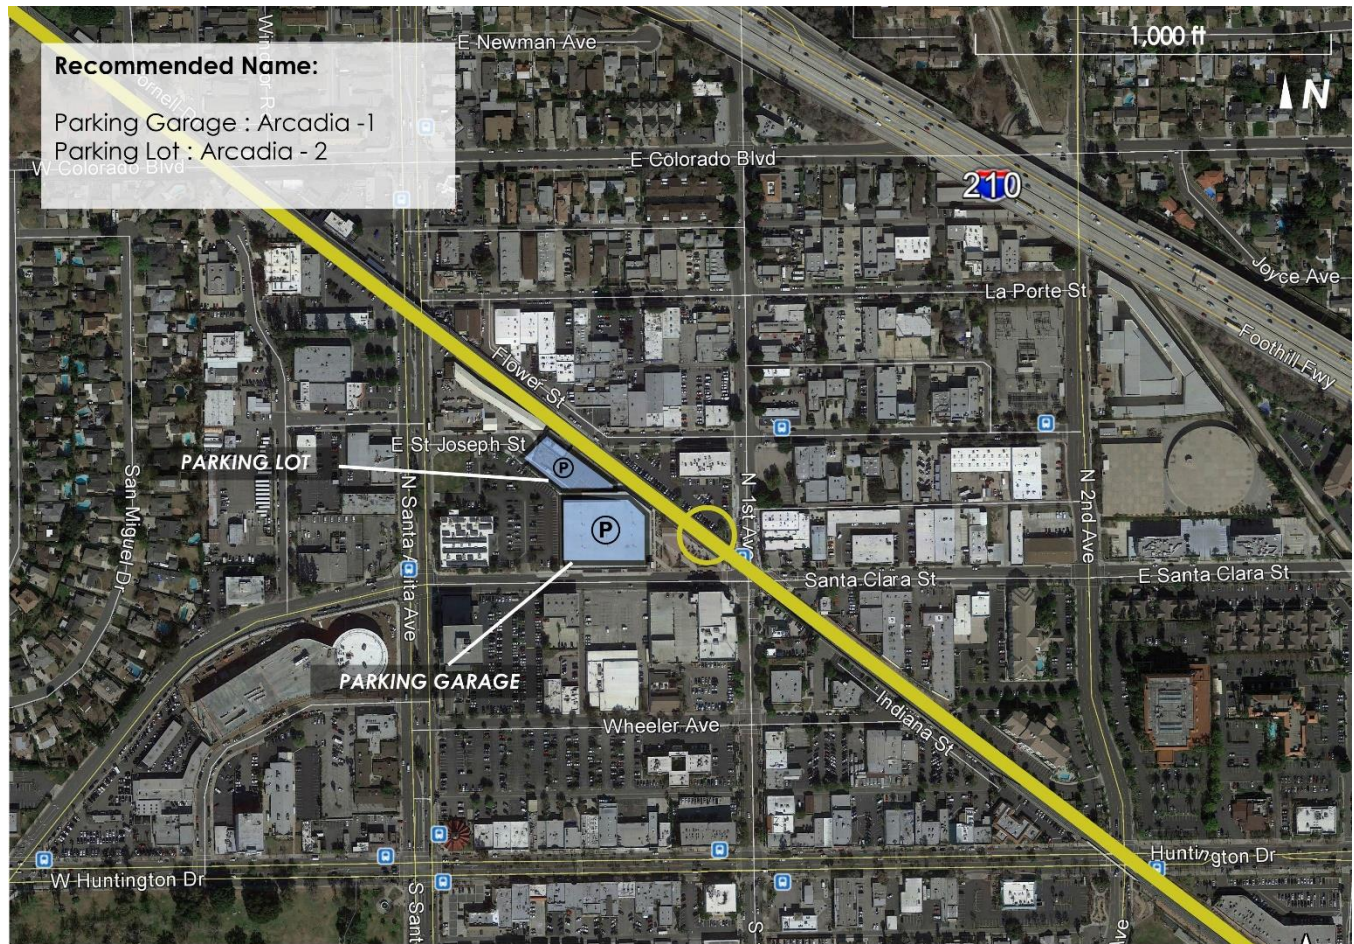 E Newman Ave
1,000 ft
N
Recommended Name:
Parking Garage : Arcadia -1
Parking Lot : Arcadia - 2
W Colorado Blvd
E Colorado Blvd
210
Joyce Ave
La Porte St
Foothill Fwy
Flower St
E St Joseph St
PARKING LOT
P
P
San Miguel Dr
N 1st Ave
N 2nd Ave
Santa Clara St
E Santa Clara St
PARKING GARAGE
Wheeler Ave
Indiana St
Huntington Dr
W Huntington Dr
S